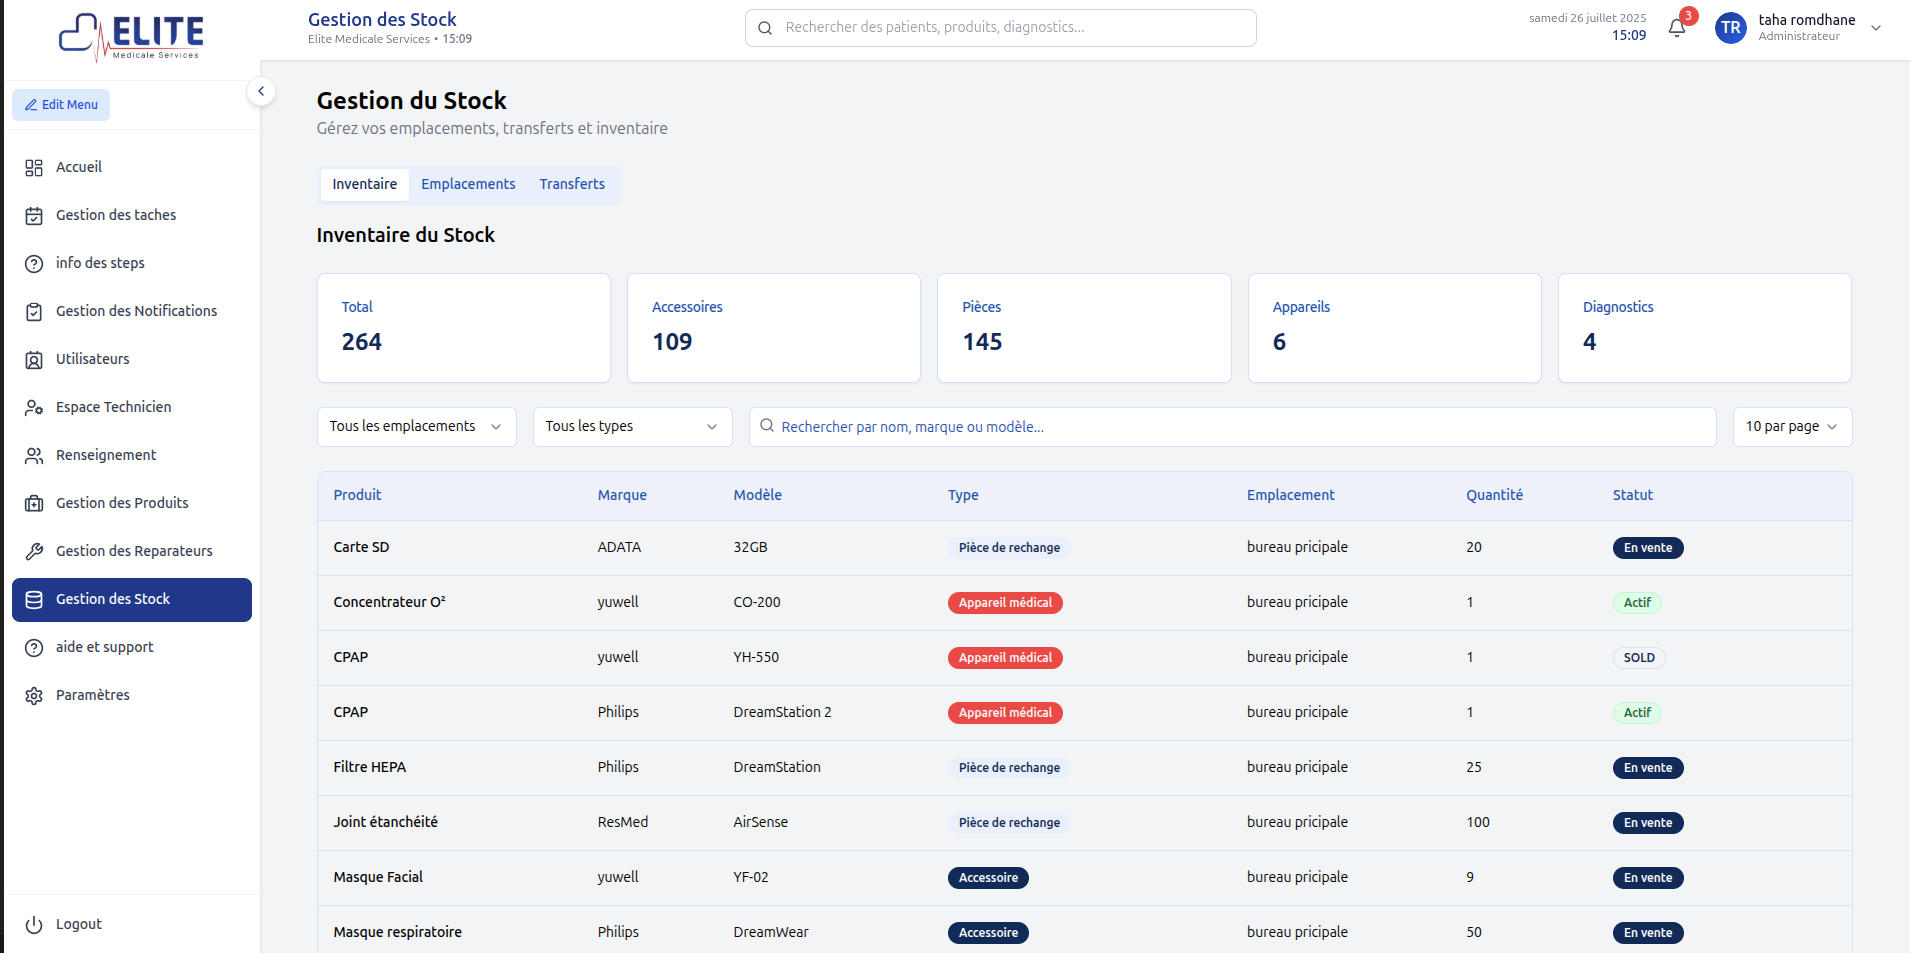 ELITE
Medicale Services
Gestion des Stock
Elite Medicale Services • 15:09
Rechercher des patients, produits, diagnostics...
samedi 26 juillet 2025
15:09
3
TR
taha romdhane
Administrateur
Edit Menu
Accueil
Gestion des taches
info des steps
Gestion des Notifications
Utilisateurs
Espace Technicien
Renseignement
Gestion des Produits
Gestion des Reparateurs
Gestion des Stock
aide et support
Paramètres
Logout
Gestion du Stock
Gérez vos emplacements, transferts et inventaire
Inventaire Emplacements Transferts
Inventaire du Stock
Total
264
Accessoires
109
Pièces
145
Appareils
6
Diagnostics
4
Tous les emplacements
Tous les types
Rechercher par nom, marque ou modèle...
10 par page
Produit Marque Modèle Type Emplacement Quantité Statut
Carte SD ADATA 32GB Pièce de rechange bureau pricipale 20 En vente
Concentrateur O² yuwell CO-200 Appareil médical bureau pricipale 1 Actif
CPAP yuwell YH-550 Appareil médical bureau pricipale 1 SOLD
CPAP Philips DreamStation 2 Appareil médical bureau pricipale 1 Actif
Filtre HEPA Philips DreamStation Pièce de rechange bureau pricipale 25 En vente
Joint étanchéité ResMed AirSense Pièce de rechange bureau pricipale 100 En vente
Masque Facial yuwell YF-02 Accessoire bureau pricipale 9 En vente
Masque respiratoire Philips DreamWear Accessoire bureau pricipale 50 En vente